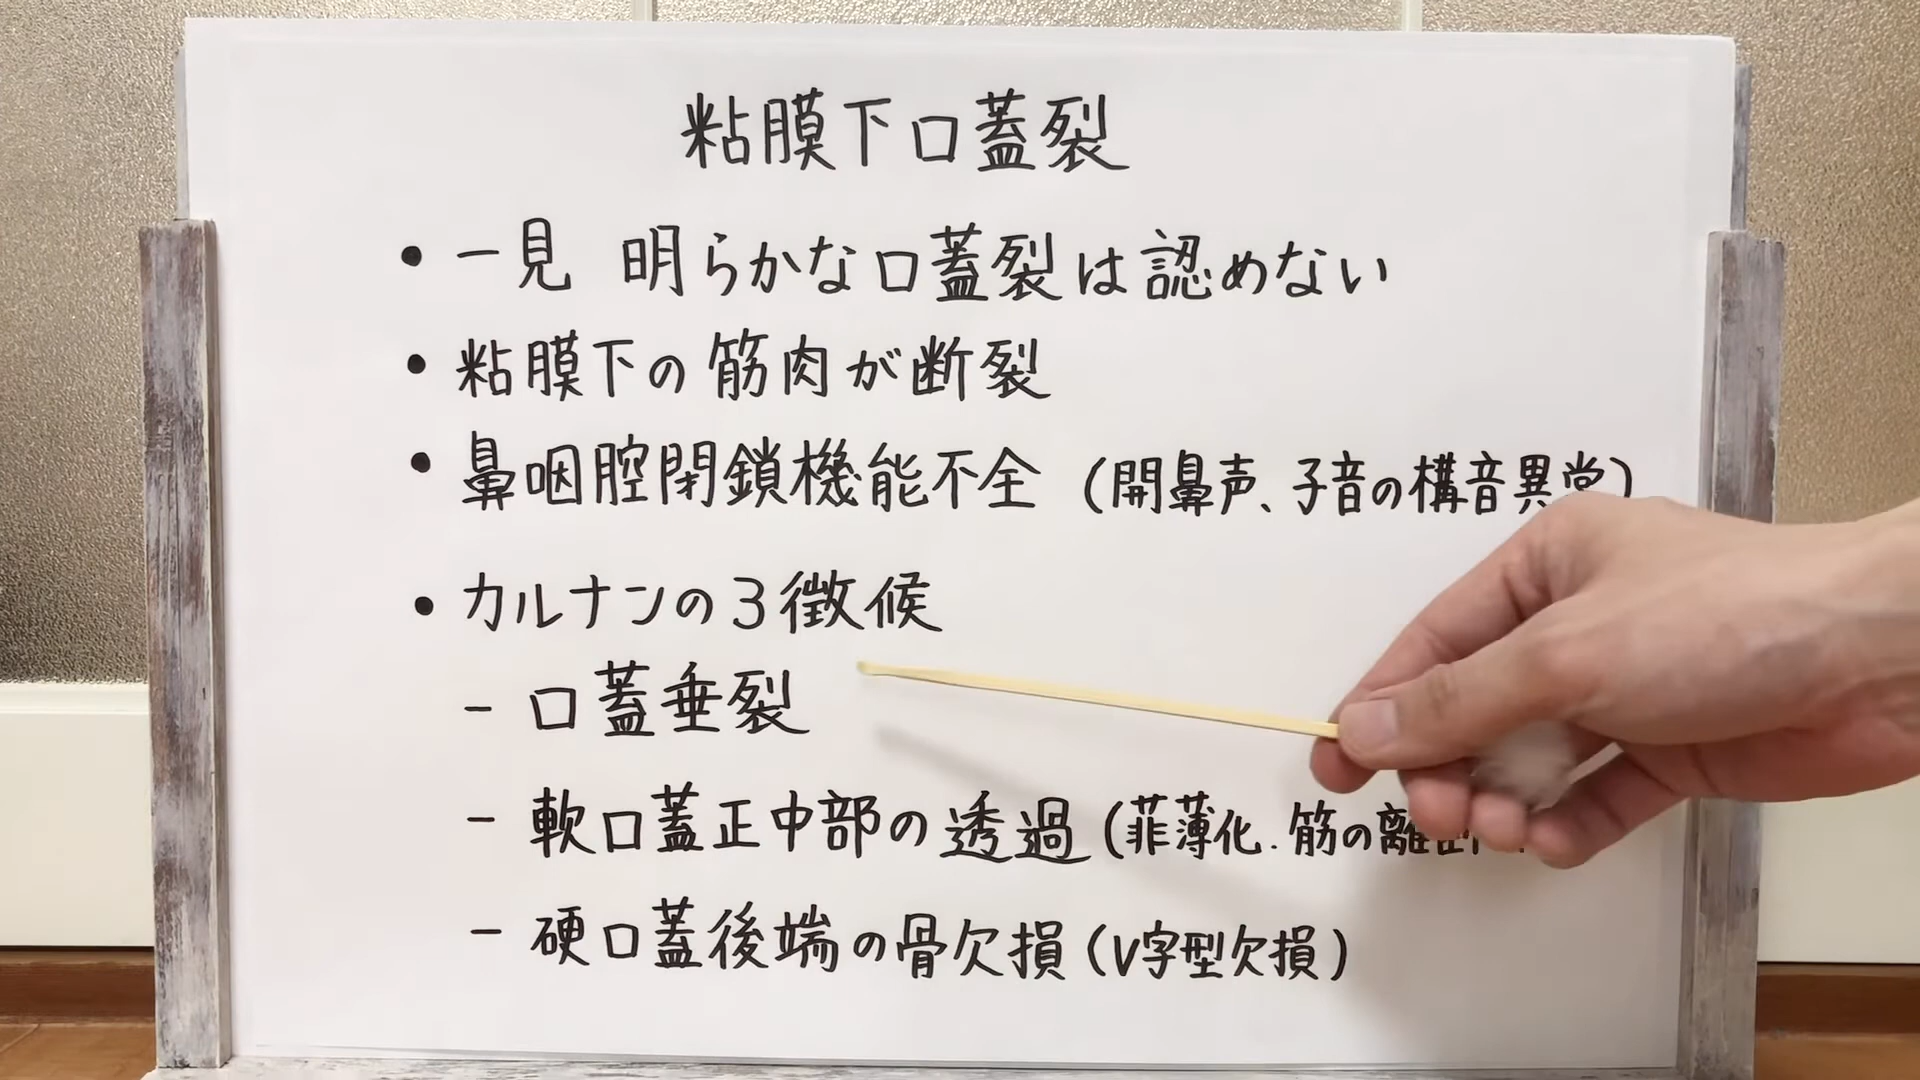 粘膜下口蓋裂
• 一見 明らかな口蓋裂は認めない
• 粘膜下の筋肉が断裂
• 鼻咽腔閉鎖機能不全 (開鼻声、子音の構音異常)
• カルナンの3徴候
- 口蓋垂裂
- 軟口蓋正中部の透過 (菲薄化. 筋の離
- 硬口蓋後端の骨欠損 (V字型欠損)